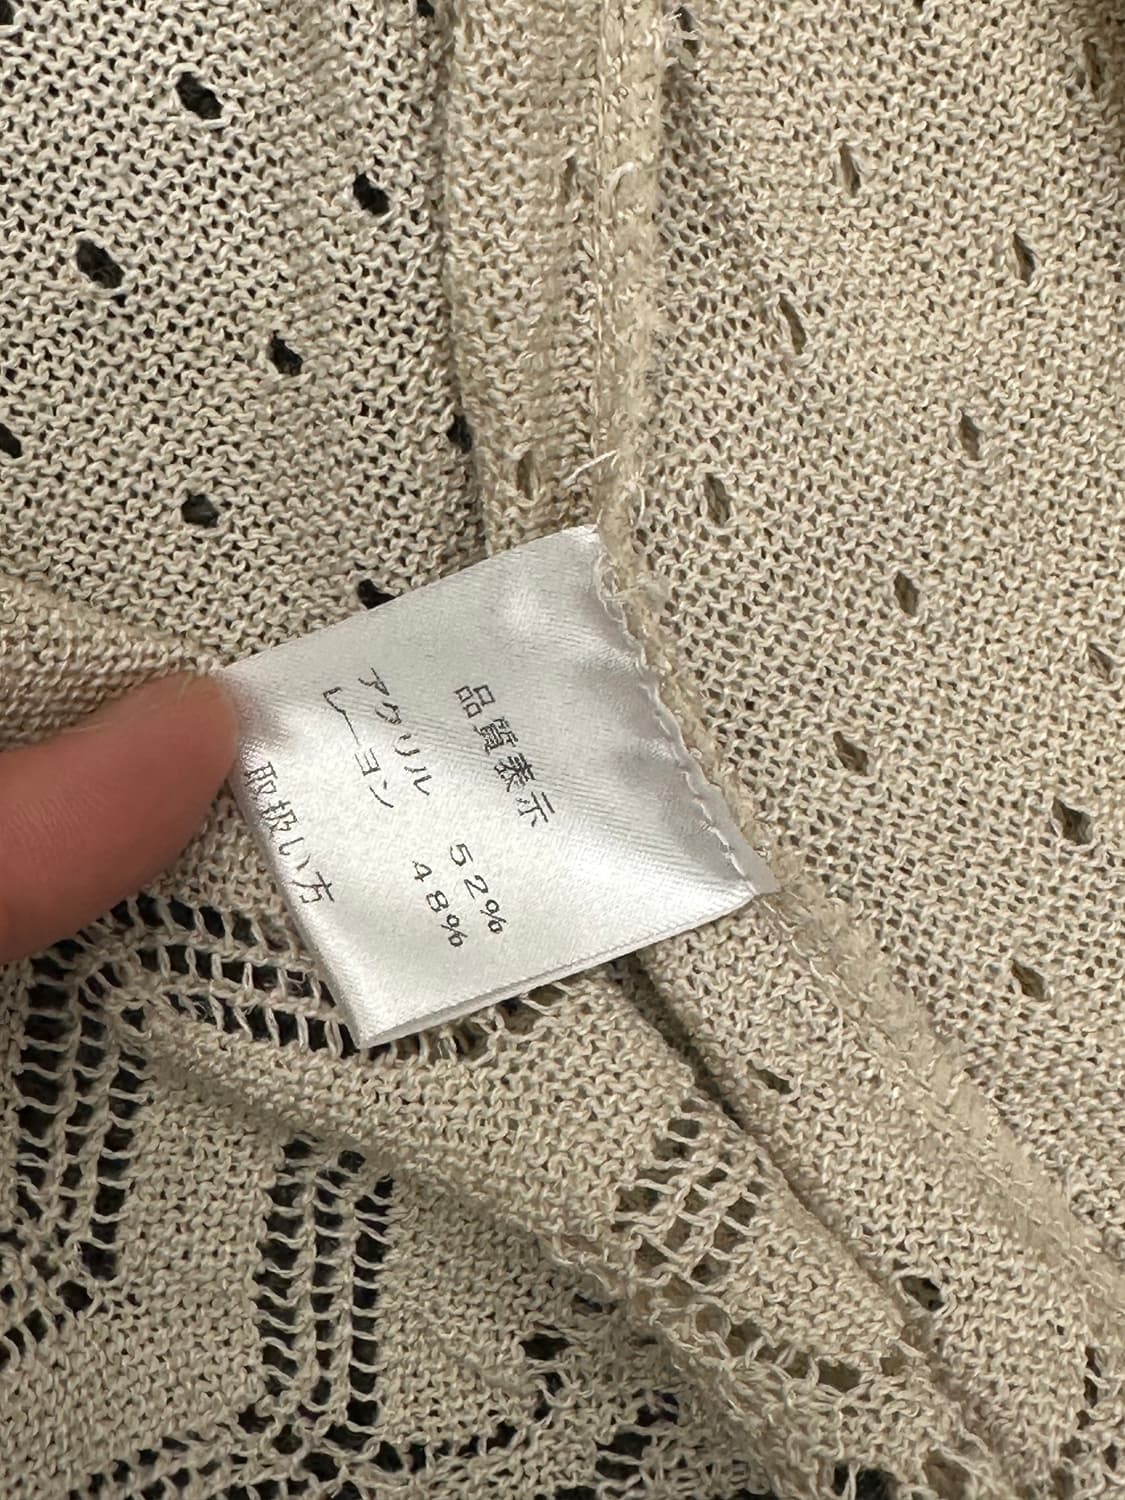 品質表示
アクリル 52%
レーヨン 48%
取扱い方